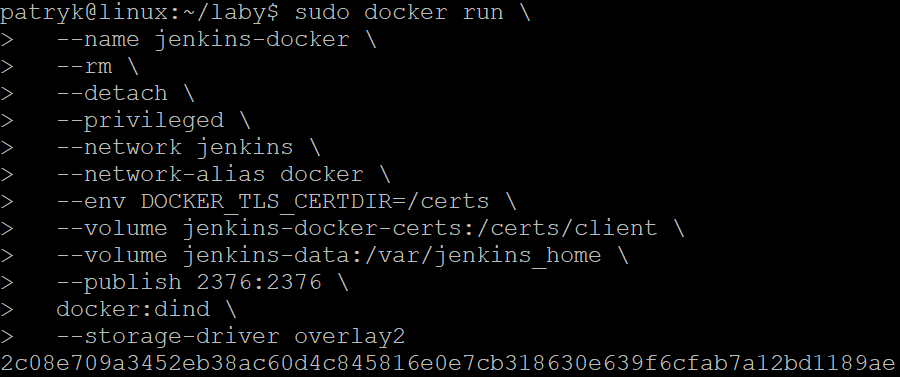 patryk@linux:~/laby$ sudo docker run \
>   --name jenkins-docker \
>   --rm \
>   --detach \
>   --privileged \
>   --network jenkins \
>   --network-alias docker \
>   --env DOCKER_TLS_CERTDIR=/certs \
>   --volume jenkins-docker-certs:/certs/client \
>   --volume jenkins-data:/var/jenkins_home \
>   --publish 2376:2376 \
>   docker:dind \
>   --storage-driver overlay2
2c08e709a3452eb38ac60d4c845816e0e7cb318630e639f6cfab7a12bd1189ae